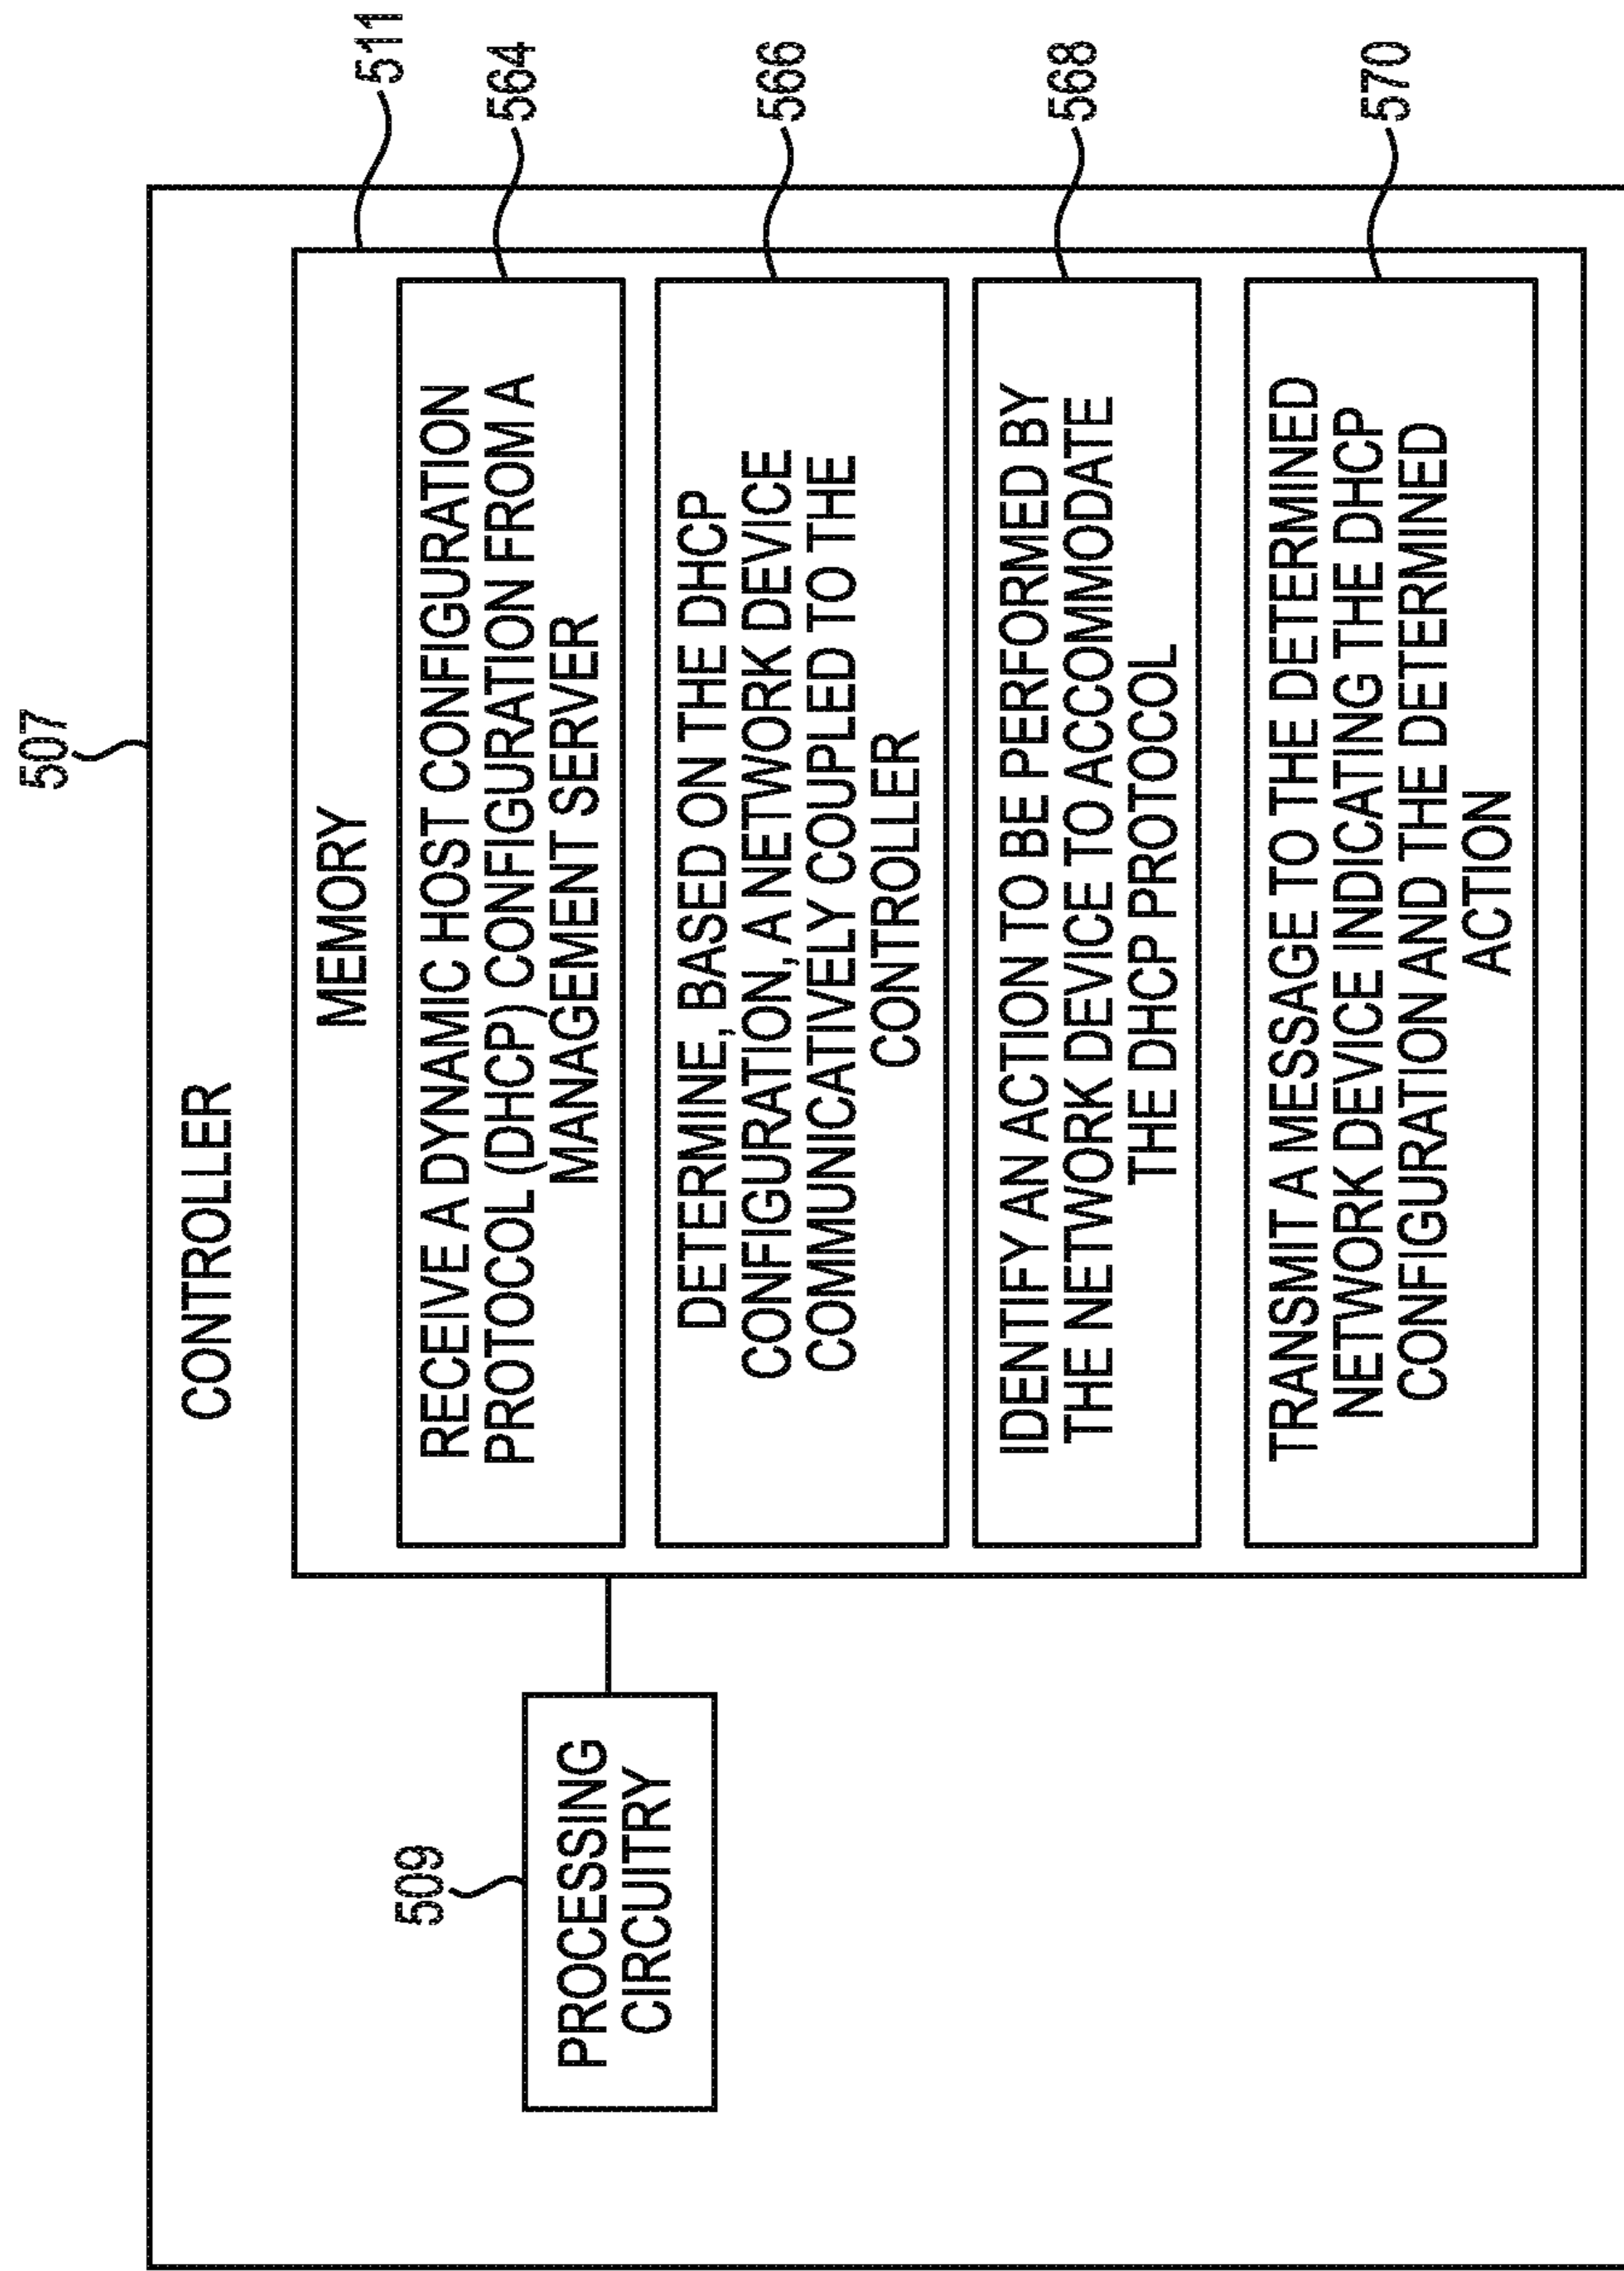 507
CONTROLLER
509
PROCESSING
CIRCUITRY
MEMORY
511
RECEIVE A DYNAMIC HOST CONFIGURATION
PROTOCOL (DHCP) CONFIGURATION FROM A
MANAGEMENT SERVER
564
DETERMINE, BASED ON THE DHCP
CONFIGURATION, A NETWORK DEVICE
COMMUNICATIVELY COUPLED TO THE
CONTROLLER
566
IDENTIFY AN ACTION TO BE PERFORMED BY
THE NETWORK DEVICE TO ACCOMMODATE
THE DHCP PROTOCOL
568
TRANSMIT A MESSAGE TO THE DETERMINED
NETWORK DEVICE INDICATING THE DHCP
CONFIGURATION AND THE DETERMINED
ACTION
570